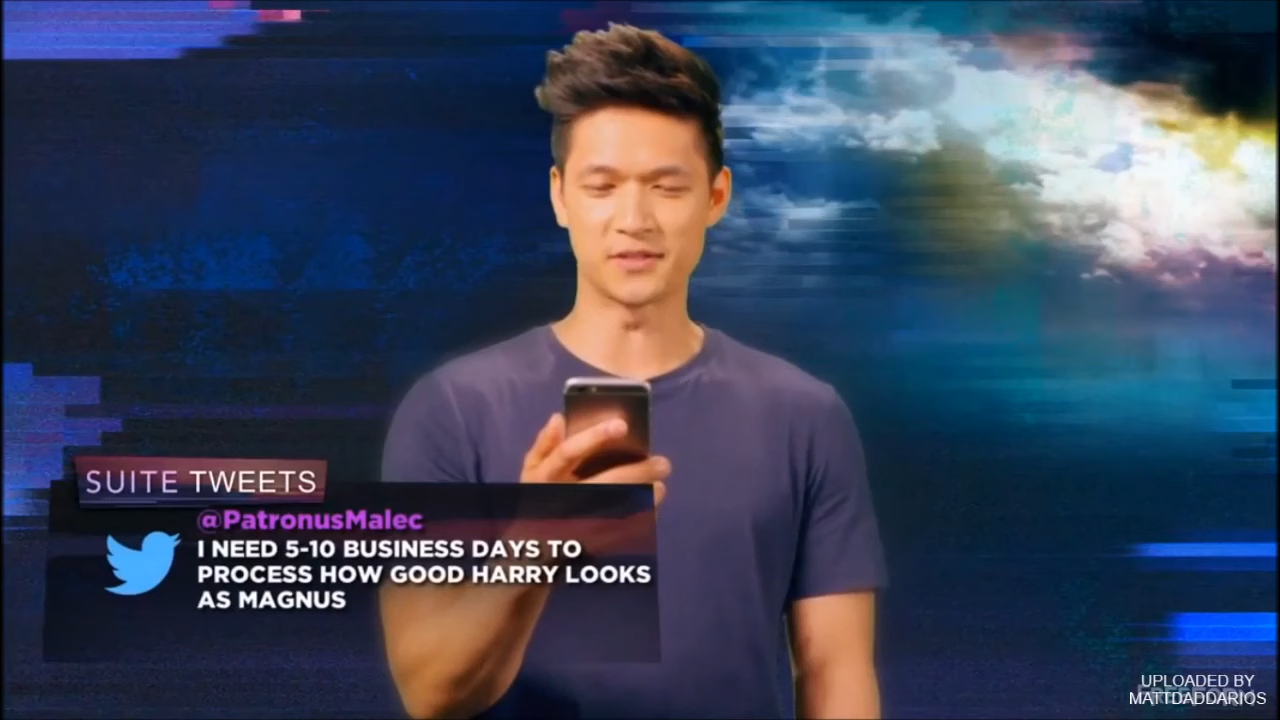 SUITE TWEETS
@PatronusMalec
I NEED 5-10 BUSINESS DAYS TO
PROCESS HOW GOOD HARRY LOOKS
AS MAGNUS
UPLOADED BY
MATTDADDARIOS